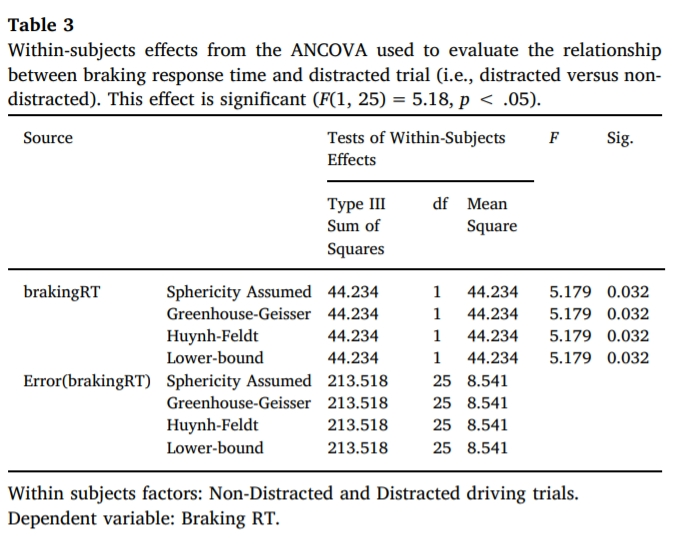 Table 3
Within-subjects effects from the ANCOVA used to evaluate the relationship
between braking response time and distracted trial (i.e., distracted versus non-
distracted). This effect is significant (F(1, 25) = 5.18, p < .05).
Source Tests of Within-Subjects Effects F Sig.
Type III Sum of Squares df Mean Square
brakingRT Sphericity Assumed 44.234 1 44.234 5.179 0.032
Greenhouse-Geisser 44.234 1 44.234 5.179 0.032
Huynh-Feldt 44.234 1 44.234 5.179 0.032
Lower-bound 44.234 1 44.234 5.179 0.032
Error(brakingRT) Sphericity Assumed 213.518 25 8.541
Greenhouse-Geisser 213.518 25 8.541
Huynh-Feldt 213.518 25 8.541
Lower-bound 213.518 25 8.541
Within subjects factors: Non-Distracted and Distracted driving trials.
Dependent variable: Braking RT.